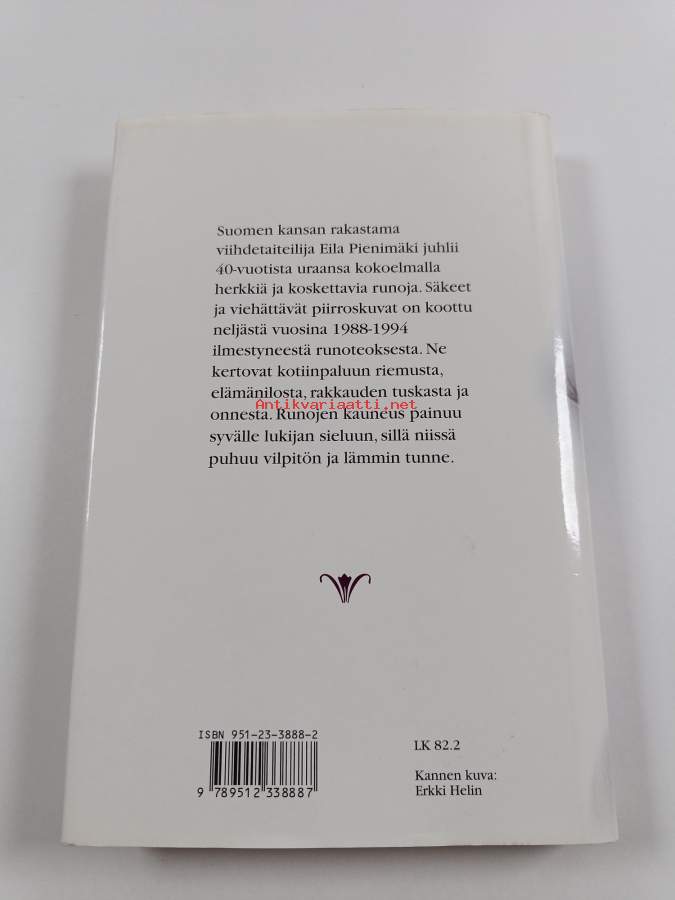 Suomen kansan rakastama
viihdetaiteilija Eila Pienimäki juhlii
40-vuotista uraansa kokoelmalla
herkkiä ja koskettavia runoja. Säkeet
ja viehättävät piirroskuvat on koottu
neljästä vuosina 1988-1994
ilmestyneestä runoteoksesta. Ne
kertovat kotiinpaluun riemusta,
elämänilosta, rakkauden tuskasta ja
Antikvariaatti.net
onnesta. Runojen kauneus painuu
syvälle lukijan sieluun, sillä niissä
puhuu vilpitön ja lämmin tunne.
ISBN 951-23-3888-2
9 789512 338887
LK 82.2
Kannen kuva:
Erkki Helin